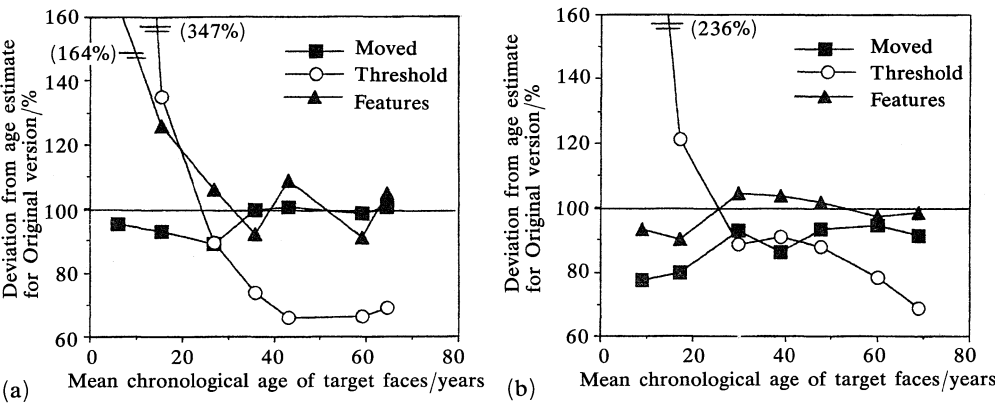 160
(347%)
(164%)
140
120
100
80
60
0 20 40 60 80
Moved
Threshold
Features
Deviation from age estimate
for Original version/%
Mean chronological age of target faces/years
(a)
160
(236%)
140
120
100
80
60
0 20 40 60 80
Moved
Threshold
Features
Deviation from age estimate
for Original version/%
Mean chronological age of target faces/years
(b)